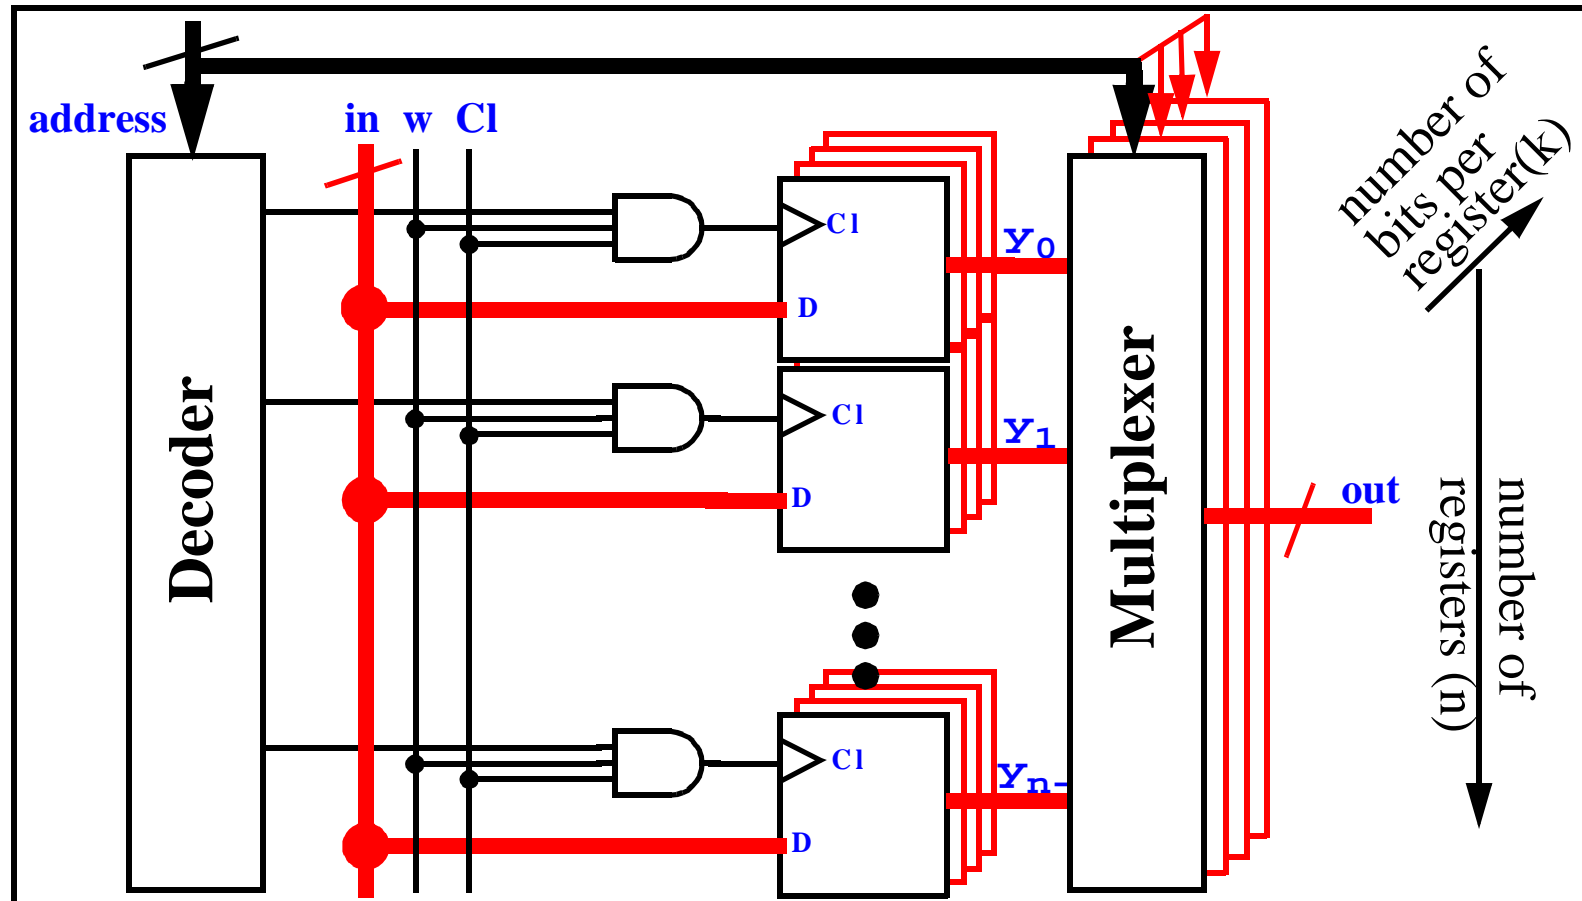 address
in w Cl
Decoder
Cl
D
Y0
Cl
D
Y1
Cl
D
Yn-
Multiplexer
out
number of
bits per
register(k)
number of
registers (n)